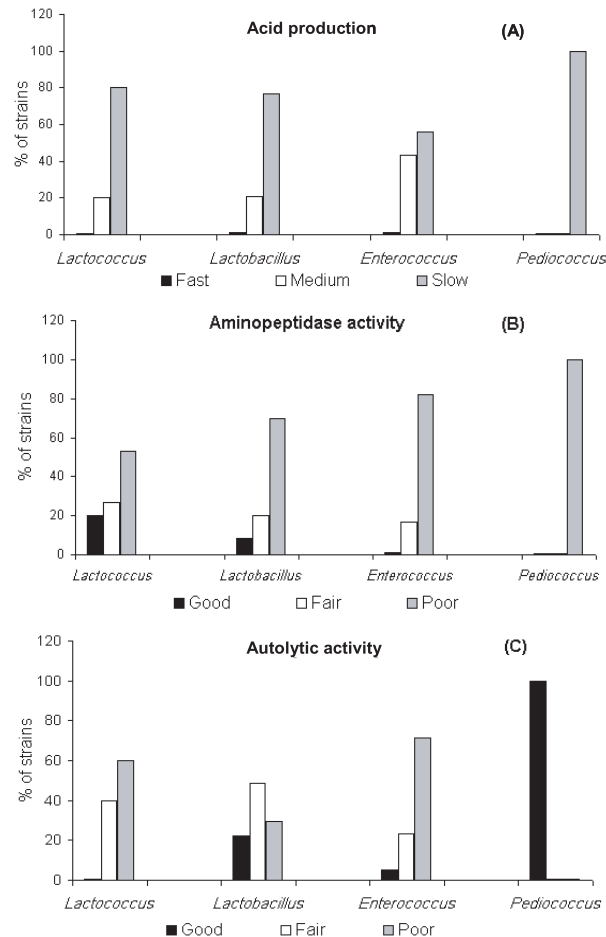 Acid production (A)
120
100
80
60
40
20
0
% of strains
Lactococcus Lactobacillus Enterococcus Pediococcus
Fast Medium Slow
Aminopeptidase activity (B)
120
100
80
60
40
20
0
% of strains
Lactococcus Lactobacillus Enterococcus Pediococcus
Good Fair Poor
Autolytic activity (C)
120
100
80
60
40
20
0
% of strains
Lactococcus Lactobacillus Enterococcus Pediococcus
Good Fair Poor